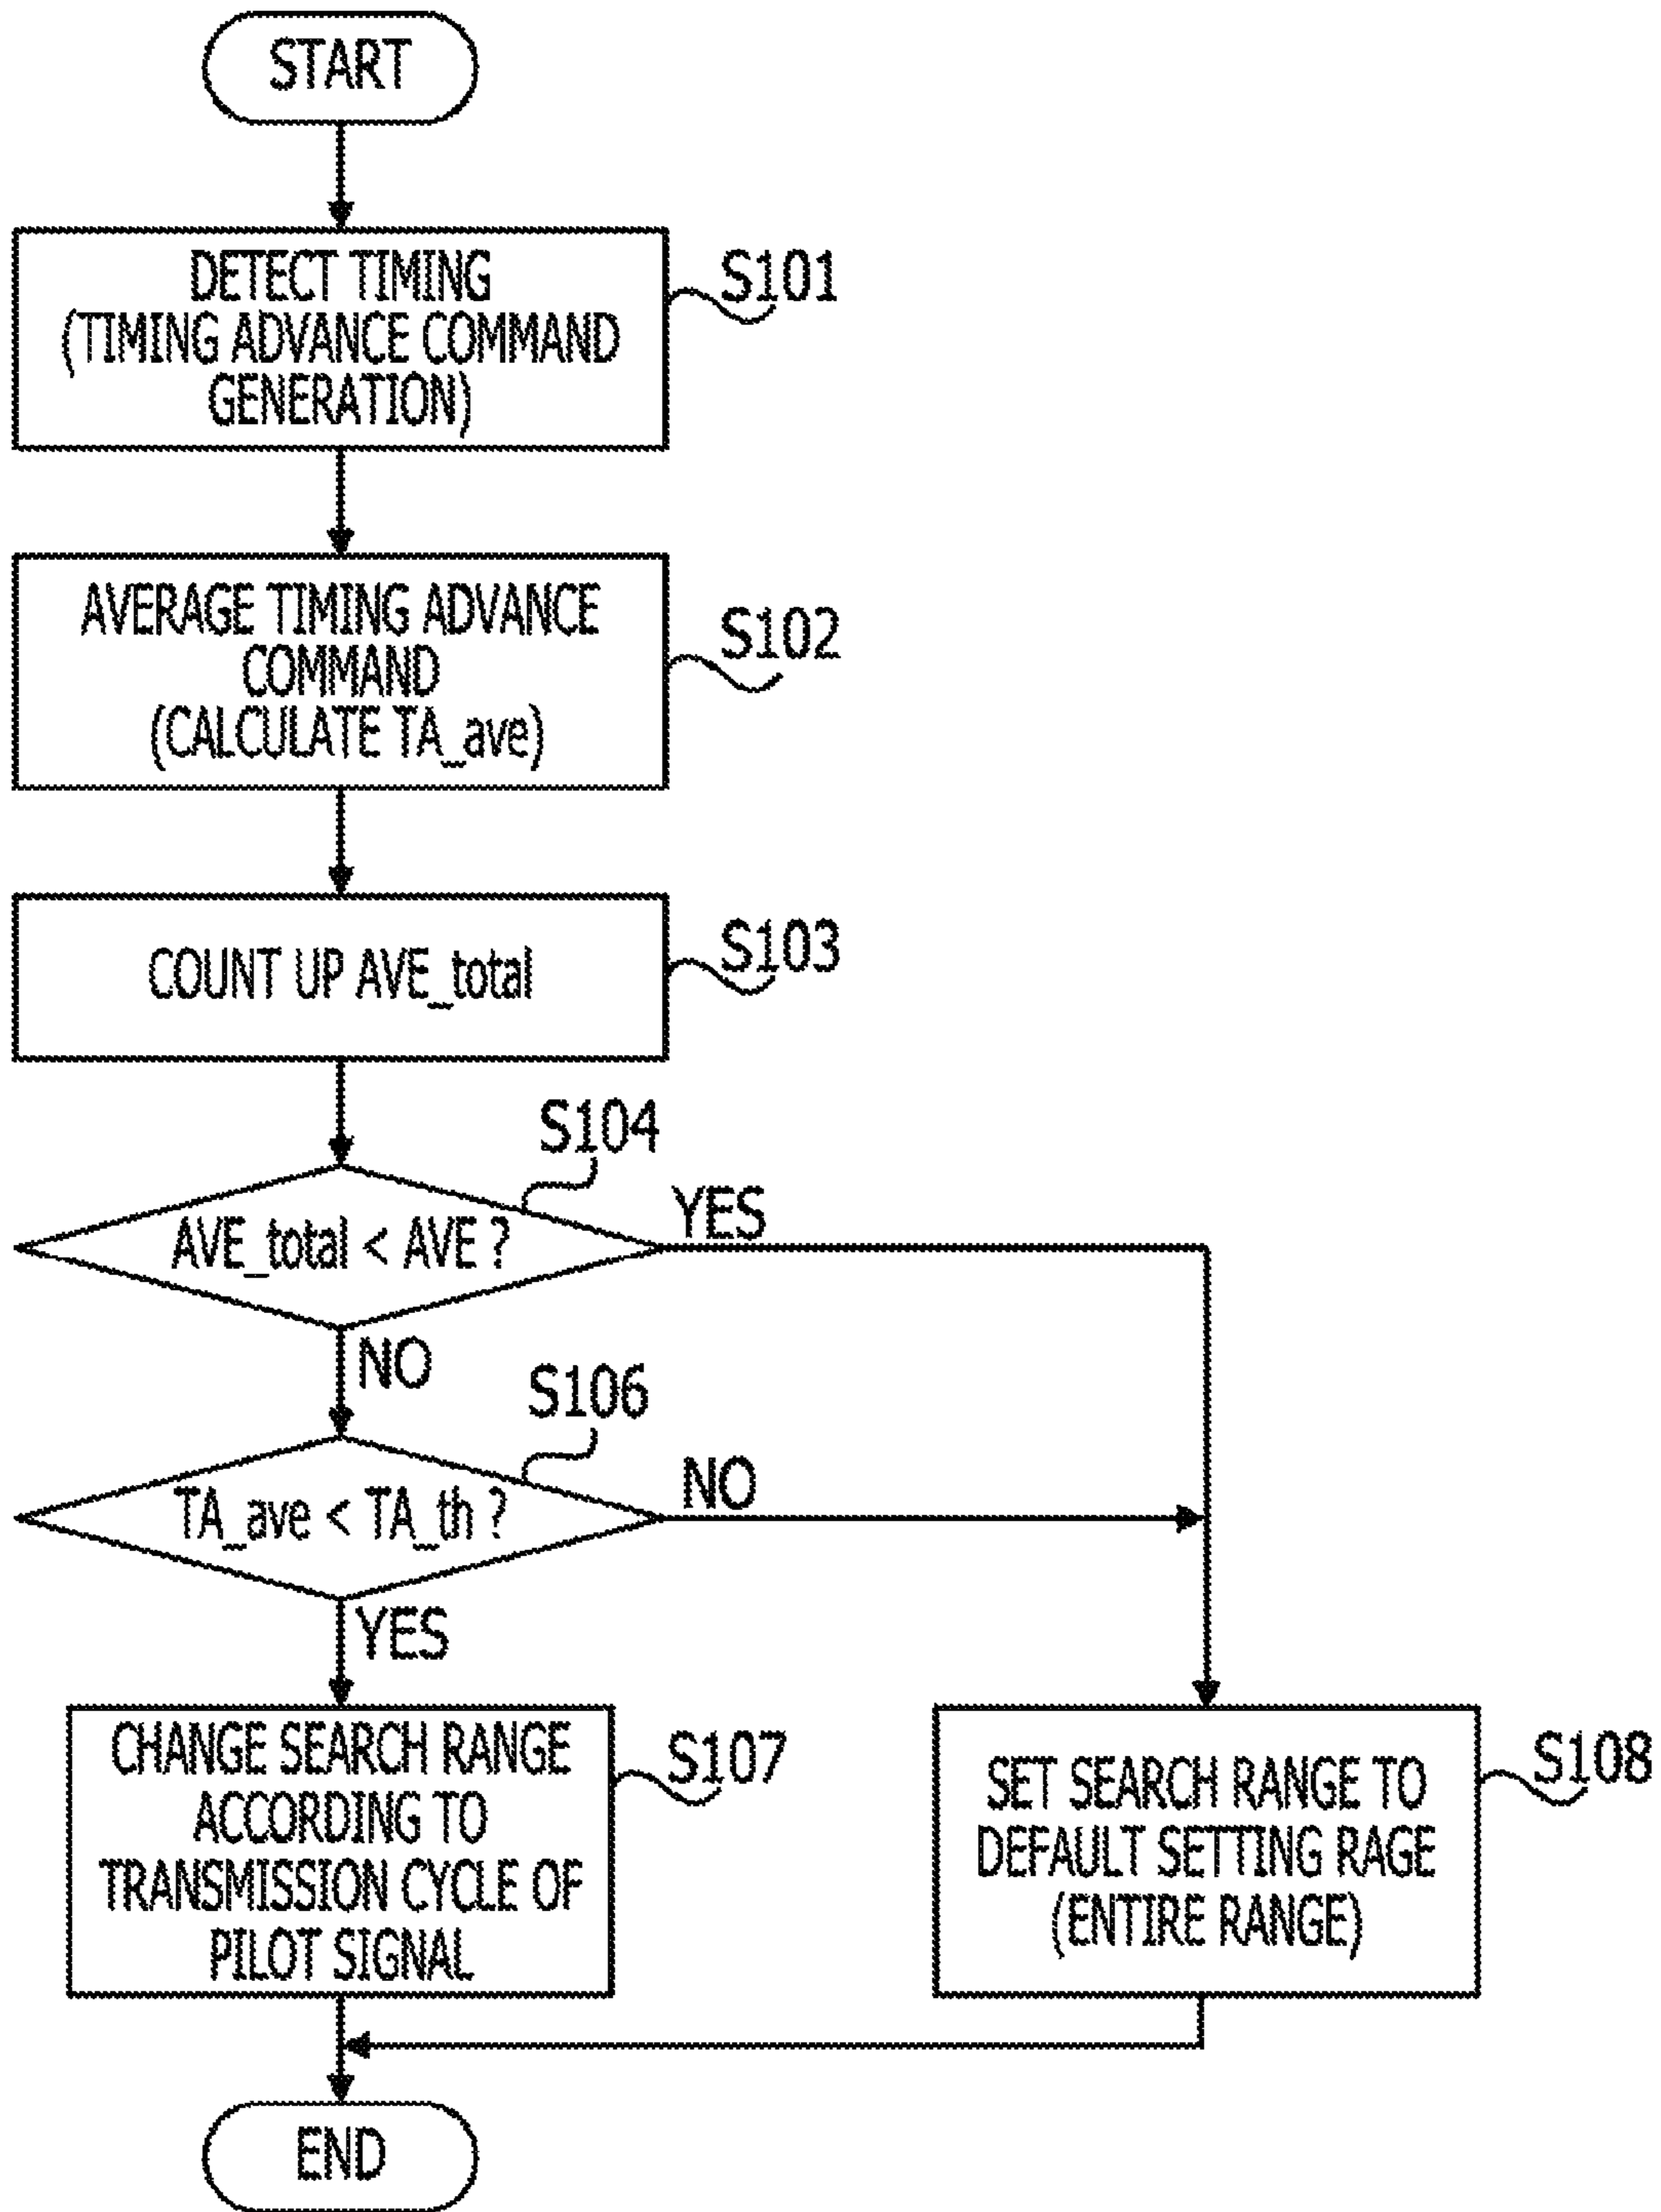 START
DETECT TIMING
(TIMING ADVANCE COMMAND
GENERATION)
S101
AVERAGE TIMING ADVANCE
COMMAND
(CALCULATE TA_ave)
S102
COUNT UP AVE_total
S103
S104
AVE_total < AVE ?
YES
NO
S106
TA_ave < TA_th ?
NO
YES
CHANGE SEARCH RANGE
ACCORDING TO
TRANSMISSION CYCLE OF
PILOT SIGNAL
S107
SET SEARCH RANGE TO
DEFAULT SETTING RAGE
(ENTIRE RANGE)
S108
END